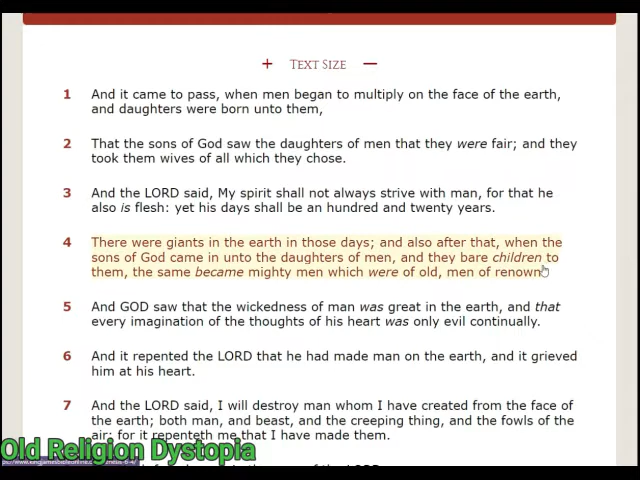 + TEXT SIZE —
1 And it came to pass, when men began to multiply on the face of the earth,
and daughters were born unto them,
2 That the sons of God saw the daughters of men that they were fair; and they
took them wives of all which they chose.
3 And the LORD said, My spirit shall not always strive with man, for that he
also is flesh: yet his days shall be an hundred and twenty years.
4 There were giants in the earth in those days; and also after that, when the
sons of God came in unto the daughters of men, and they bare children to
them, the same became mighty men which were of old, men of renown
5 And GOD saw that the wickedness of man was great in the earth, and that
every imagination of the thoughts of his heart was only evil continually.
6 And it repented the LORD that he had made man on the earth, and it grieved
him at his heart.
7 And the LORD said, I will destroy man whom I have created from the face of
the earth; both man, and beast, and the creeping thing, and the fowls of the
air; for it repenteth me that I have made them.
Old Religion Dystopia